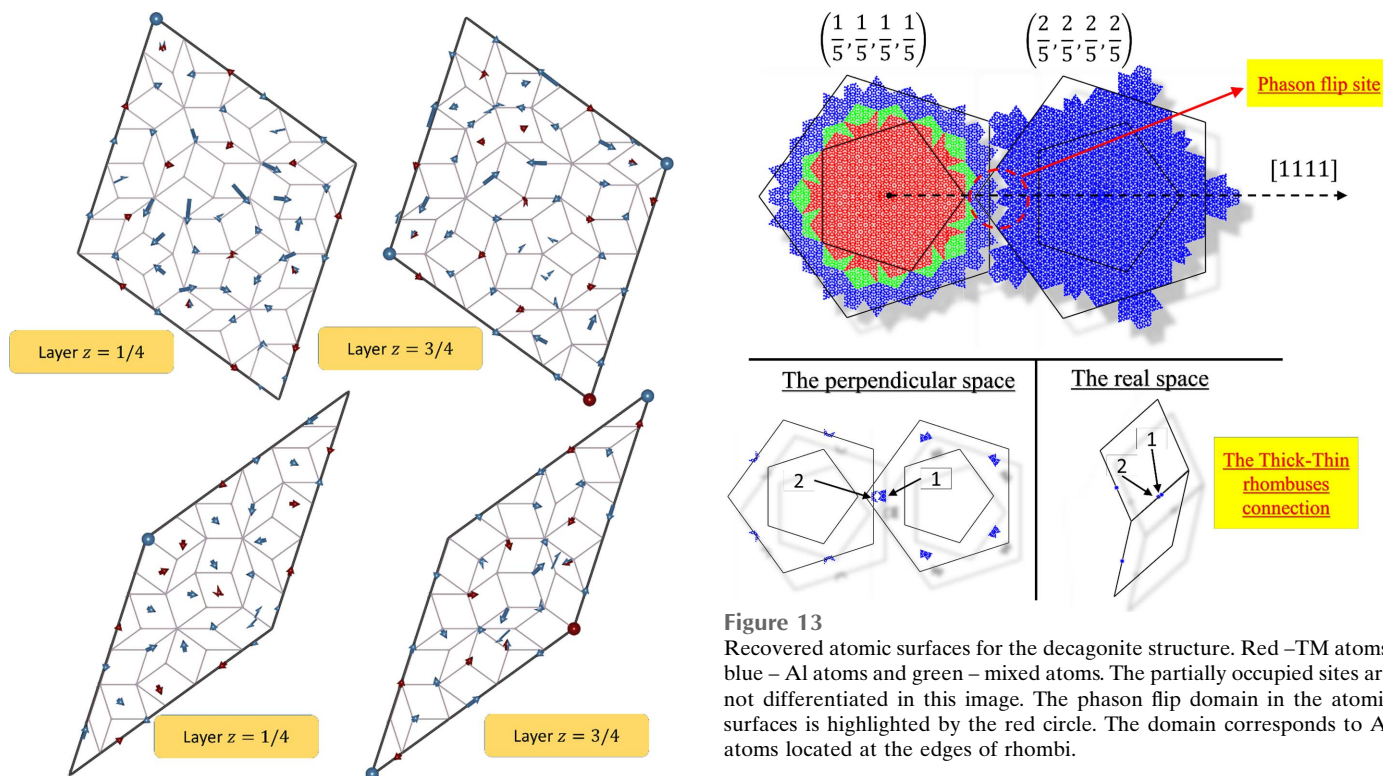 Layer z = 1/4
Layer z = 3/4
Layer z = 1/4
Layer z = 3/4
(1/5, 1/5, 1/5, 1/5)
(2/5, 2/5, 2/5, 2/5)
Phason flip site
[1111]
The perpendicular space
The real space
2
1
1
2
The Thick-Thin
rhombuses
connection
Figure 13
Recovered atomic surfaces for the decagonite structure. Red –TM atoms
blue – Al atoms and green – mixed atoms. The partially occupied sites ar
not differentiated in this image. The phason flip domain in the atomi
surfaces is highlighted by the red circle. The domain corresponds to A
atoms located at the edges of rhombi.